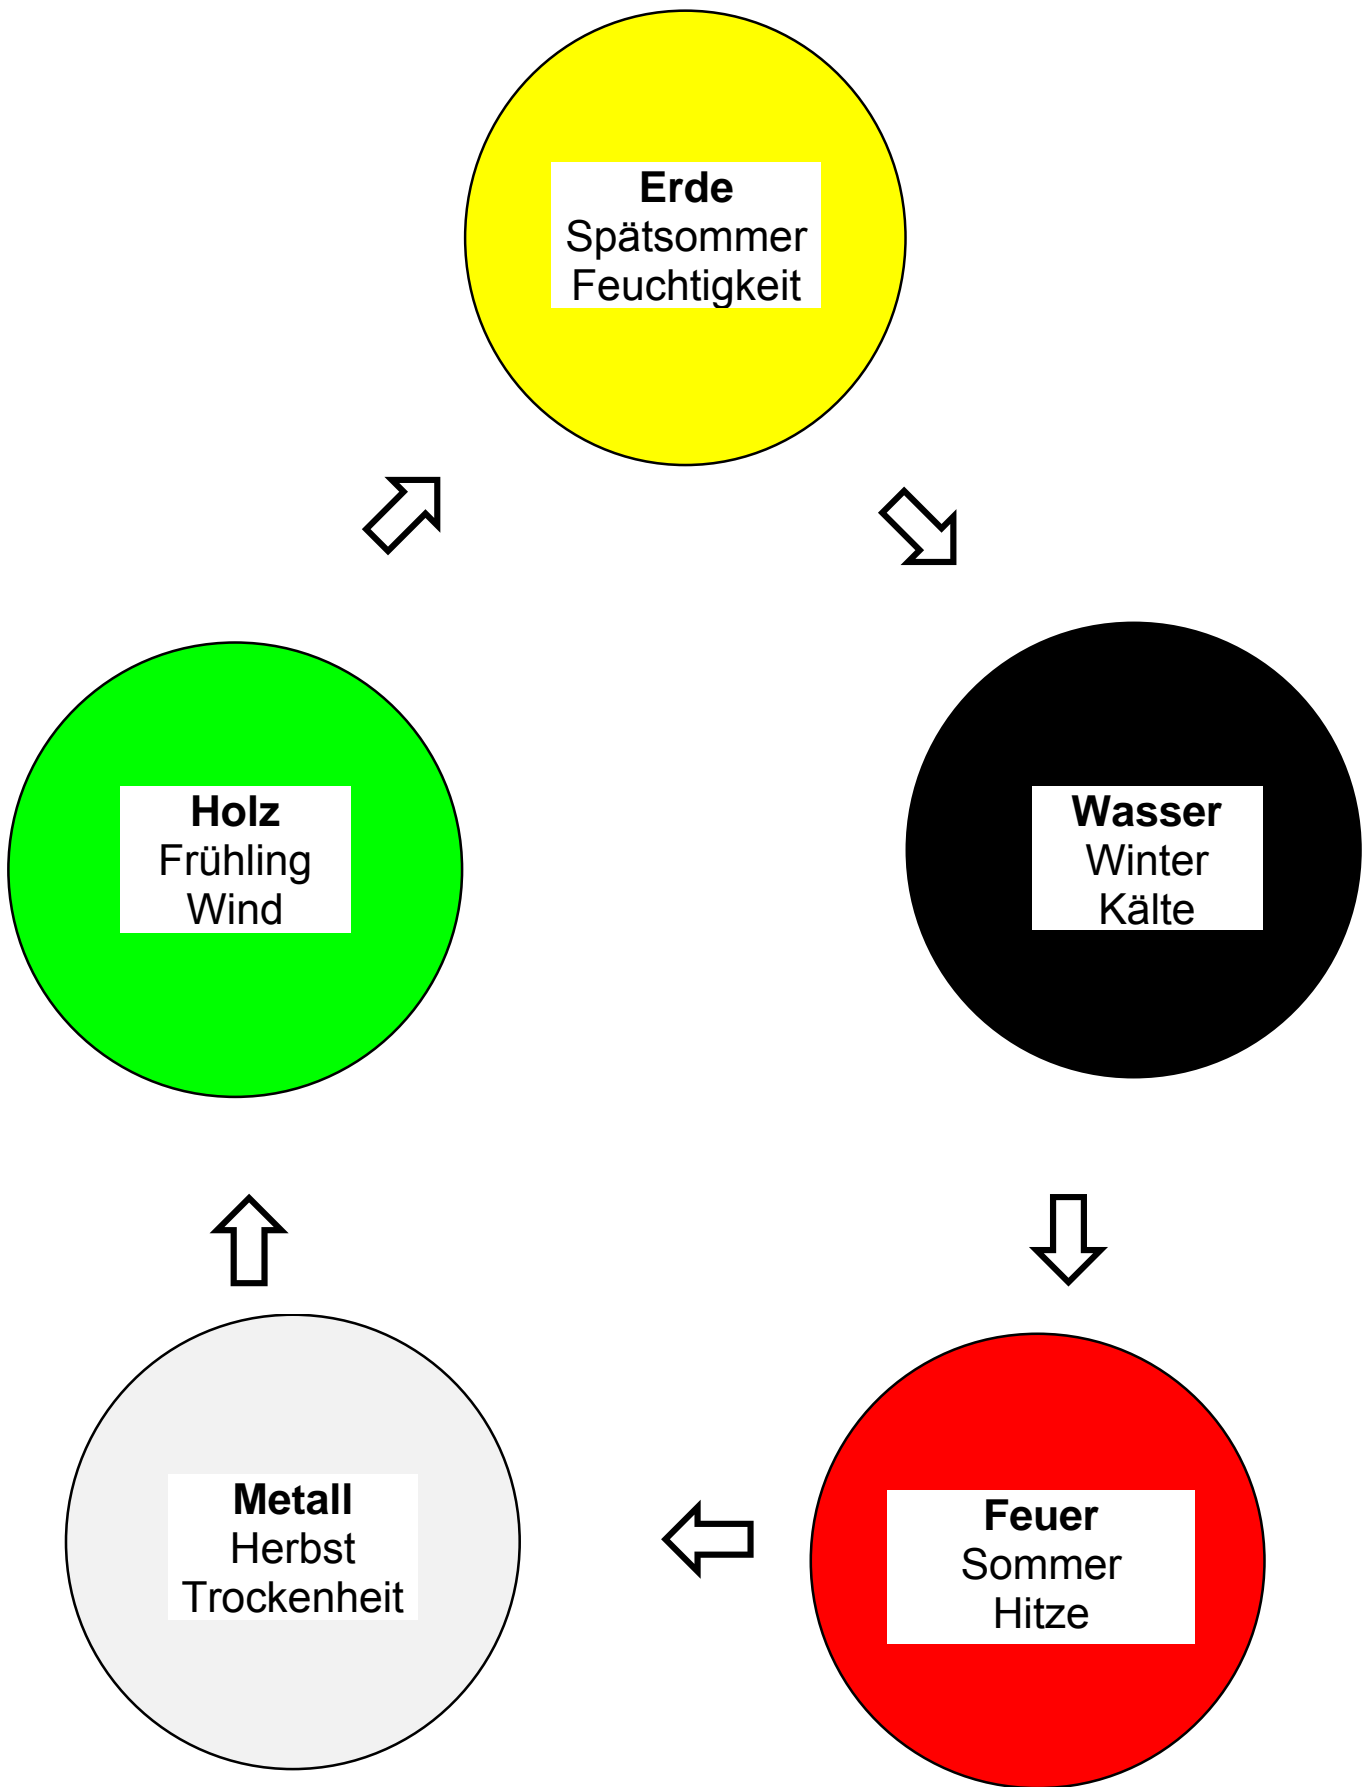 Erde
Spätsommer
Feuchtigkeit
Holz
Frühling
Wind
Wasser
Winter
Kälte
Metall
Herbst
Trockenheit
Feuer
Sommer
Hitze